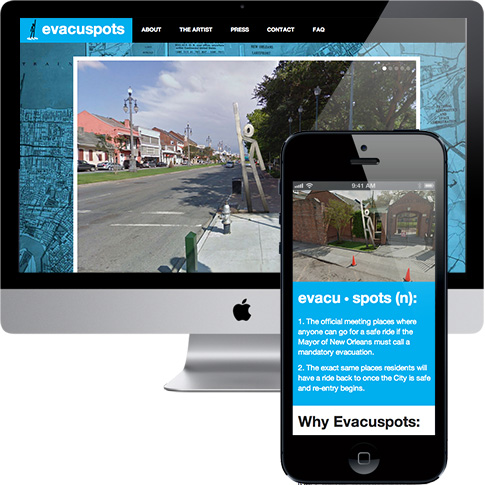 evacuspots
ABOUT THE ARTIST PRESS CONTACT FAQ
NEW ORLEANS
9:41 AM
evacu • spots (n):
1. The official meeting places where
anyone can go for a safe ride if the
Mayor of New Orleans must call a
mandatory evacuation.
2. The exact same places residents will
have a ride back to once the City is safe
and re-entry begins.
Why Evacuspots: